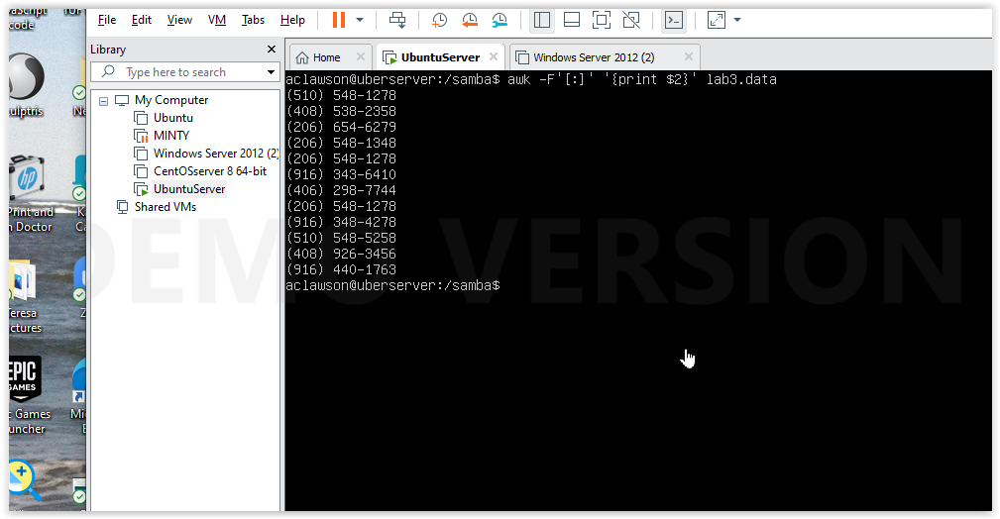 code
File Edit View VM Tabs Help
Library
Type here to search
My Computer
Ubuntu
MINTY
Windows Server 2012 (2)
CentOSserver 8 64-bit
UbuntuServer
Shared VMs
Home
UbuntuServer
Windows Server 2012 (2)
aclawson@uberserver:/samba$ awk -F'[:]' '{print $2}' lab3.data
(510) 548-1278
(408) 538-2358
(206) 654-6279
(206) 548-1348
(206) 548-1278
(916) 343-6410
(406) 298-7744
(206) 548-1278
(916) 348-4278
(510) 548-5258
(408) 926-3456
(916) 440-1763
aclawson@uberserver:/samba$
DEMO VERSION
ulptris
hp
Print and
n Doctor
eresa
ctures
EPIC
GAMES
c Games
uncher